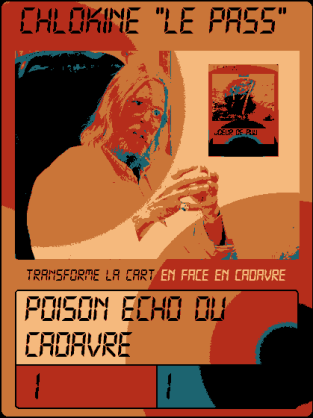 CHLOKINE "LE PASS"
TRANSFORME LA CART EN FACE EN CADAVRE
POISON ECHO DU
CADAVRE
1
1